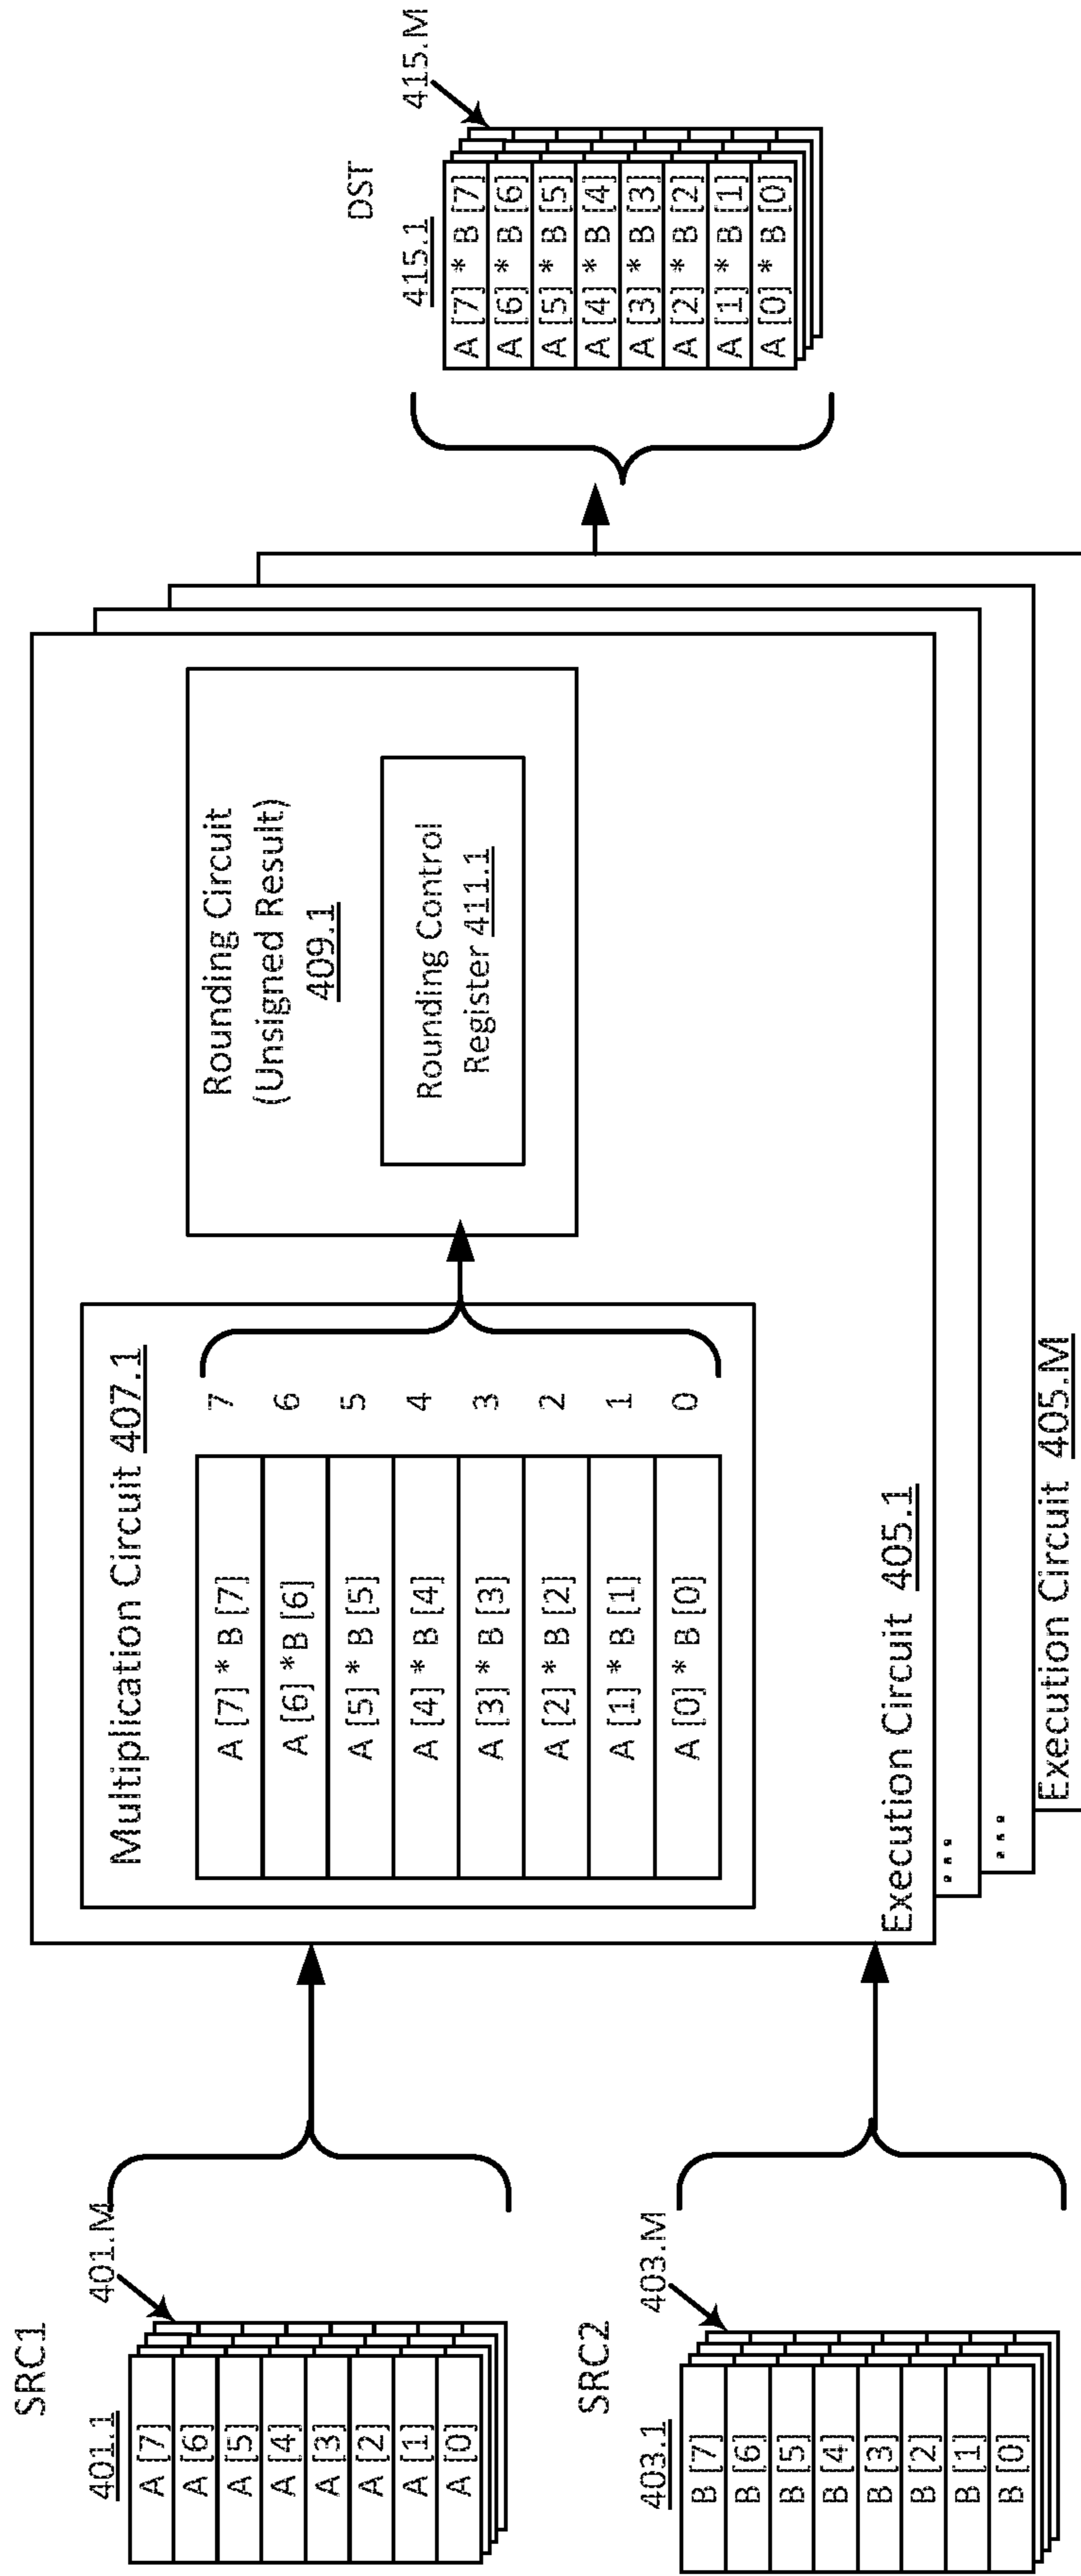 SRC1
401.1
401.M
A [7]
A [6]
A [5]
A [4]
A [3]
A [2]
A [1]
A [0]
SRC2
403.1
403.M
B [7]
B [6]
B [5]
B [4]
B [3]
B [2]
B [1]
B [0]
Multiplication Circuit 407.1
A [7] *B [7]
7
A [6] *B [6]
6
A [5] * B [5]
5
A [4] * B [4]
4
A [3] * B [3]
3
A [2] * B [2]
2
A [1] * B [1]
1
A [0] * B [0]
0
Rounding Circuit
(Unsigned Result)
409.1
Rounding Control
Register 411.1
Execution Circuit 405.1
...
...
Execution Circuit 405.M
DST
415.1
415.M
A [7] * B [7]
A [6] * B [6]
A [5] * B [5]
A [4] * B [4]
A [3] * B [3]
A [2] * B [2]
A [1] * B [1]
A [0] * B [0]